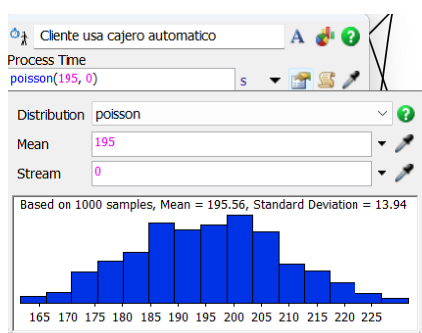 Cliente usa cajero automatico
A
?
Process Time
poisson(195, 0)
s
Distribution poisson
?
Mean 195
Stream 0
Based on 1000 samples, Mean = 195.56, Standard Deviation = 13.94
165 170 175 180 185 190 195 200 205 210 215 220 225